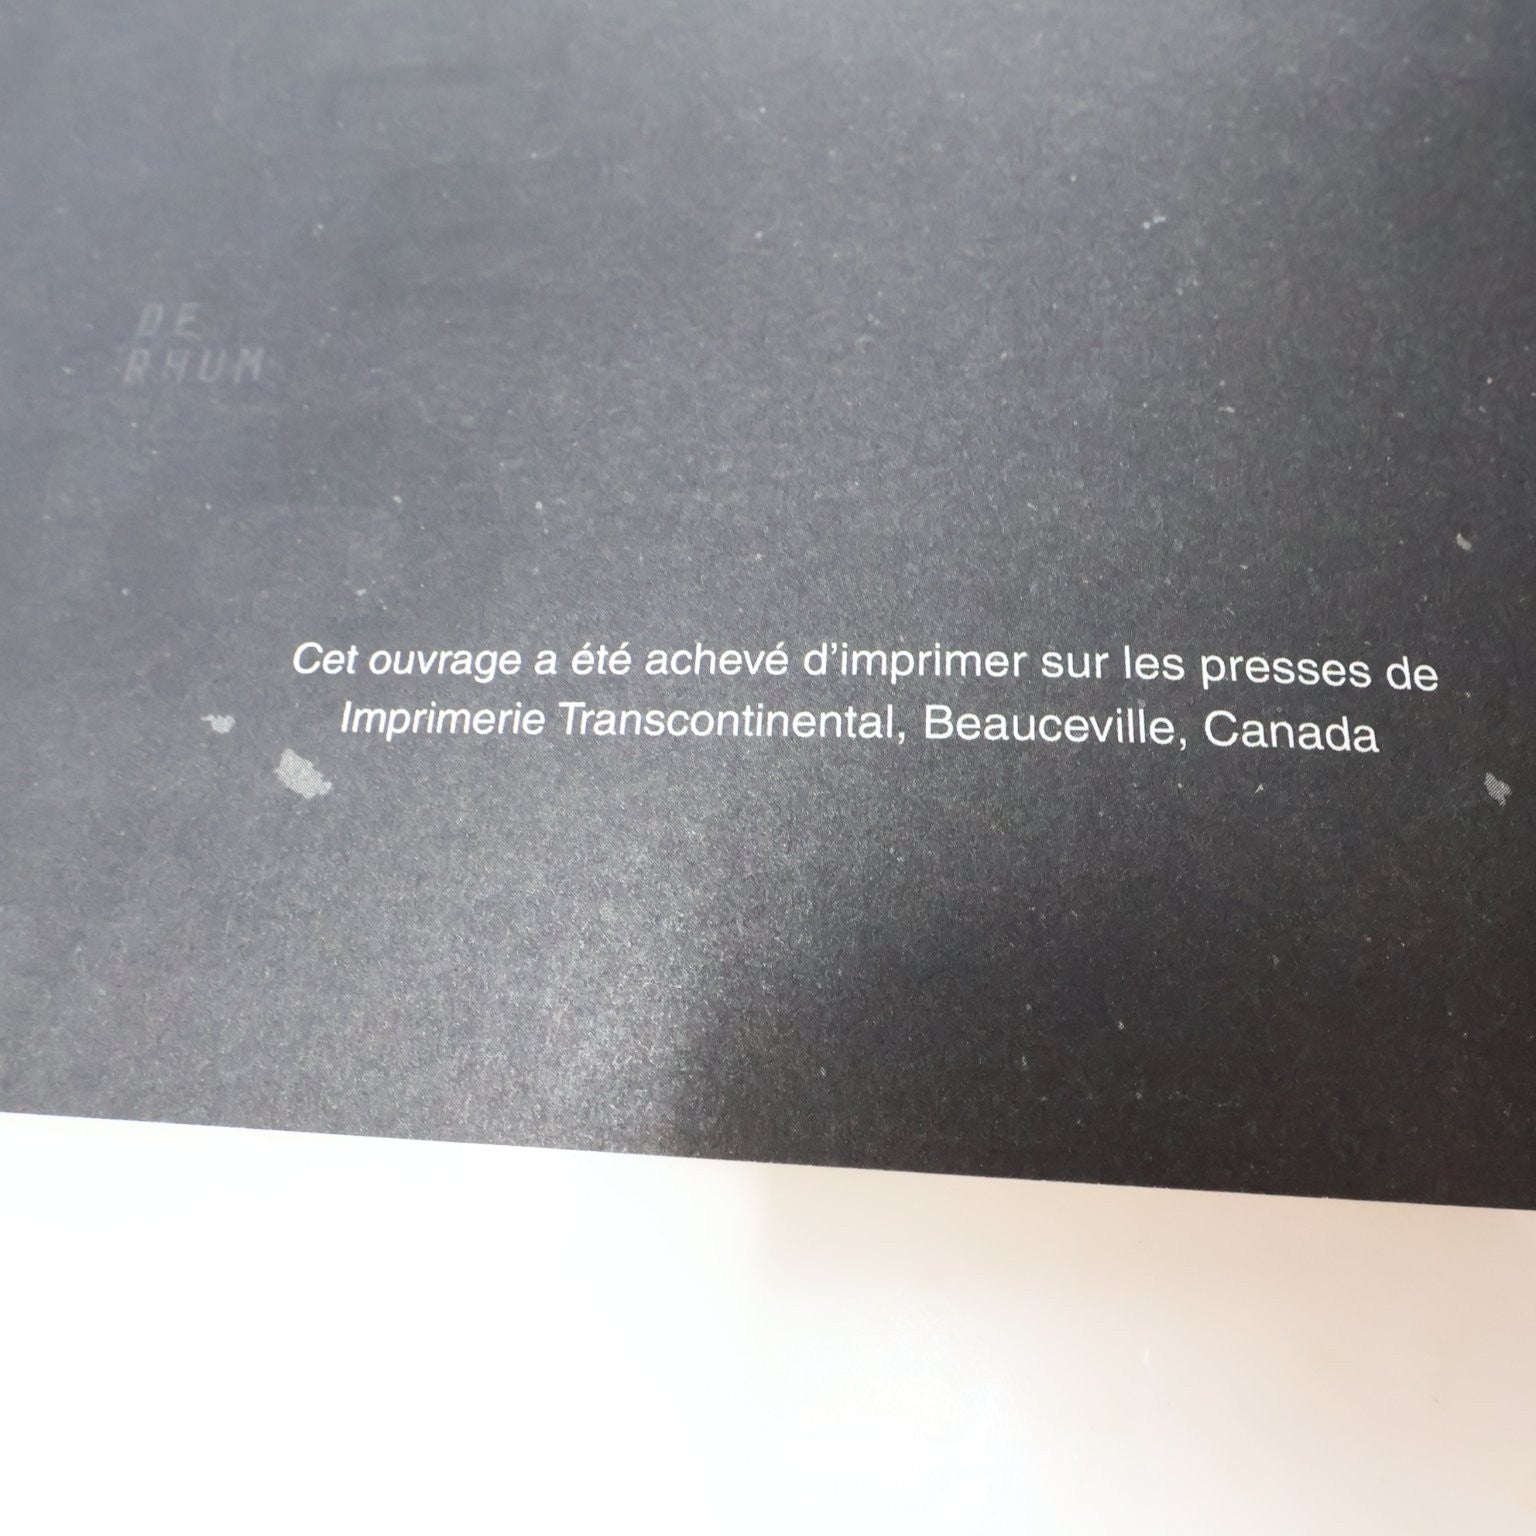 DE
RHUM
Cet ouvrage a été achevé d’imprimer sur les presses de
Imprimerie Transcontinental, Beauceville, Canada